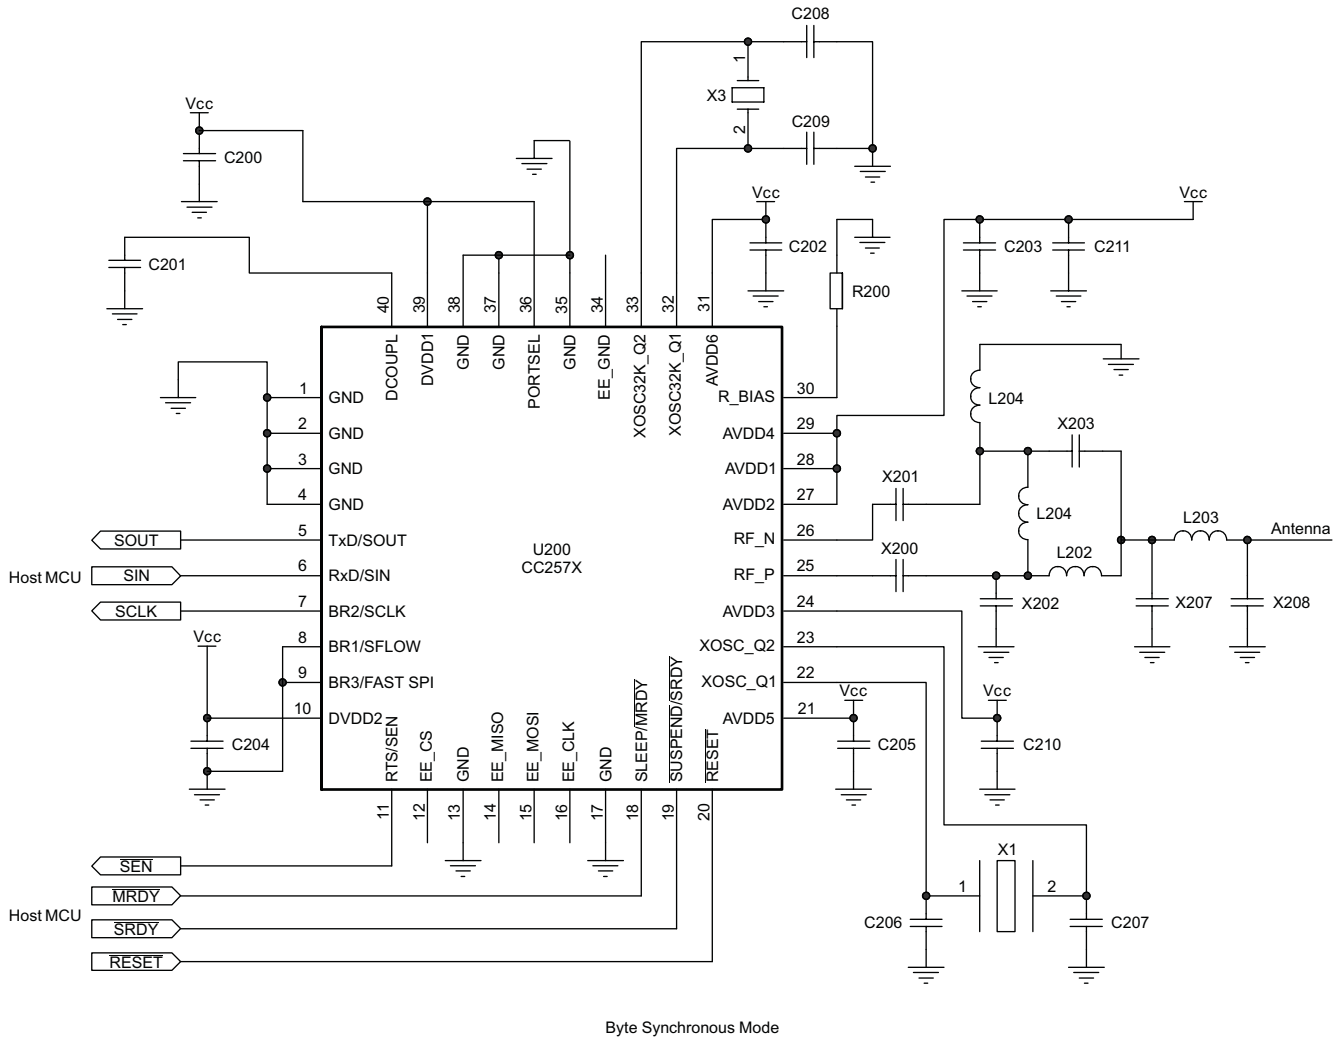 C208
1
X3
2
C209
Vcc
C200
C201
Vcc
C202
R200
Vcc
C203
C211
40
39
38
37
36
35
34
33
32
31
DCOUPL
DVDD1
GND
GND
PORTSEL
GND
EE_GND
XOSC32K_Q2
XOSC32K_Q1
AVDD6
1 GND
2 GND
3 GND
4 GND
SOUT 5 TxD/SOUT
Host MCU SIN 6 RxD/SIN
SCLK 7 BR2/SCLK
Vcc
8 BR1/SFLOW
9 BR3/FAST SPI
10 DVDD2
C204
U200
CC257X
R_BIAS 30
AVDD4 29
AVDD1 28
AVDD2 27
RF_N 26
RF_P 25
AVDD3 24
XOSC_Q2 23
XOSC_Q1 22
AVDD5 21
L204
X203
X201
L204
L203
Antenna
X200
L202
X202
X207
X208
Vcc
C205
Vcc
C210
RTS/SEN
EE_CS
GND
EE_MISO
EE_MOSI
EE_CLK
GND
SLEEP/MRDY
SUSPEND/SRDY
RESET
11
12
13
14
15
16
17
18
19
20
SEN
MRDY
Host MCU
SRDY
RESET
X1
1
2
C206
C207
Byte Synchronous Mode